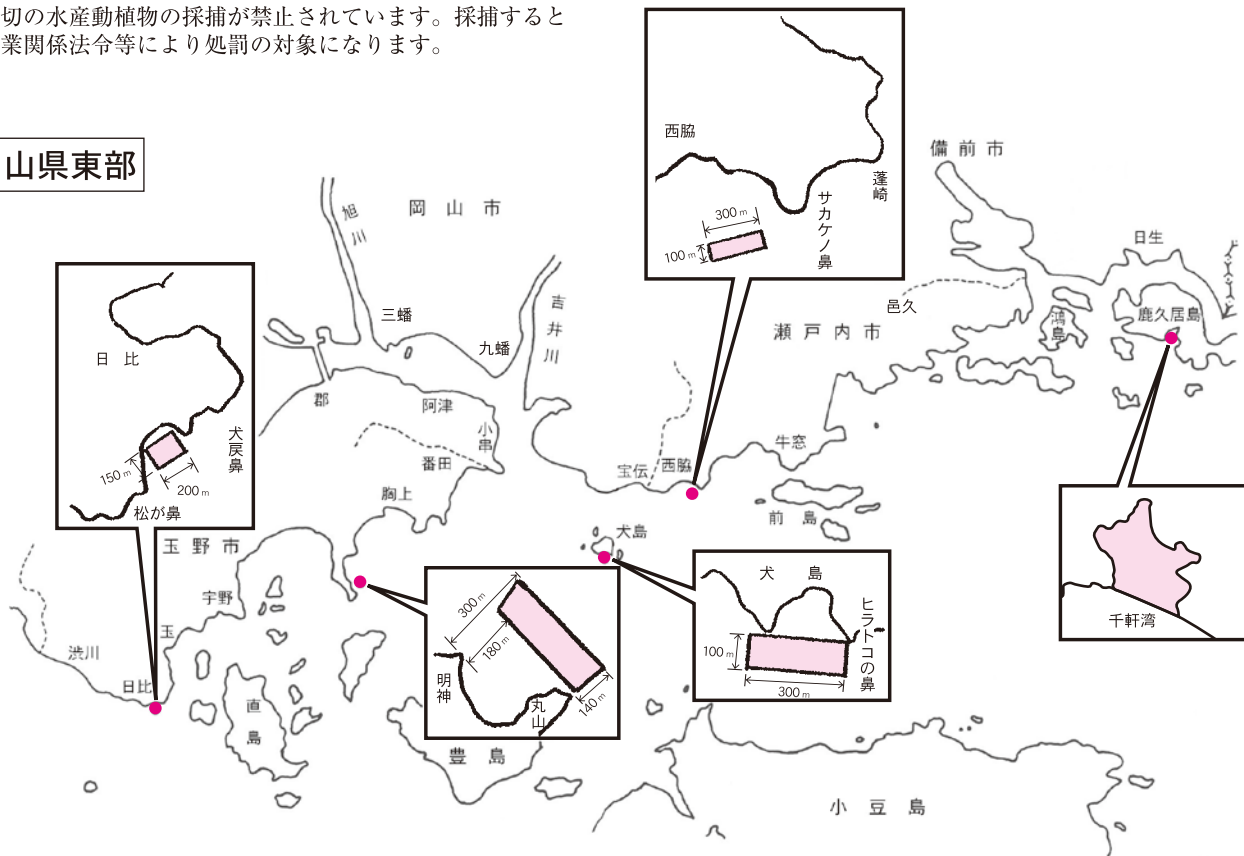 切の水産動植物の採捕が禁止されています。採捕すると
業関係法令等により処罰の対象になります。
山県東部
西脇
蓬崎
サカケノ鼻
300m
100m
備前市
岡山市
旭川
日生
吉井川
邑久
鹿久居島
鴻島
三蟠
瀬戸内市
九蟠
日比
犬戻鼻
150m
200m
松が鼻
郡
阿津
小串
番田
牛窓
宝伝
西脇
胸上
前島
犬島
玉野市
300m
180m
明神
丸山
140m
犬島
ヒラトコの鼻
100m
300m
千軒湾
宇野
玉
渋川
日比
直島
豊島
小豆島